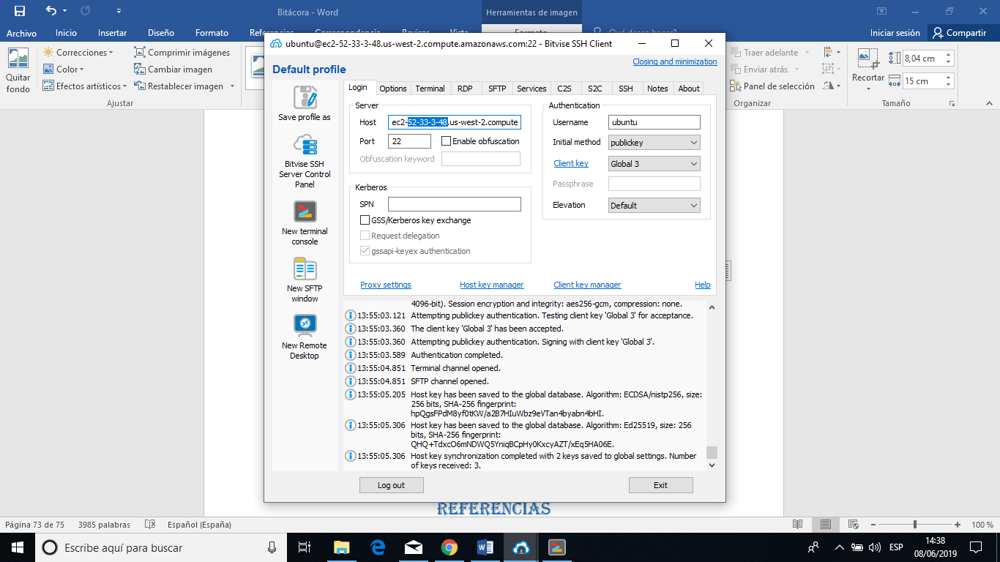 Bitácora - Word
Herramientas de imagen
Archivo Inicio Insertar Diseño Formato Referencias Correspondencia Revisar Vista Formato ¿Qué desea hacer? Iniciar sesión Compartir
Quitar fondo
Correcciones
Color
Efectos artísticos
Comprimir imágenes
Cambiar imagen
Restablecer imagen
Ajustar
Traer adelante
Enviar atrás
Panel de selección
Organizar
Recortar
8,04 cm
15 cm
Tamaño
ubuntu@ec2-52-33-3-48.us-west-2.compute.amazonaws.com:22 - Bitvise SSH Client
Default profile
Closing and minimization
Save profile as
Bitvise SSH
Server Control
Panel
New terminal
console
New SFTP
window
New Remote
Desktop
Login Options Terminal RDP SFTP Services C2S S2C SSH Notes About
Server
Host ec2-52-33-3-48.us-west-2.compute
Port 22 Enable obfuscation
Obfuscation keyword
Kerberos
SPN
GSS/Kerberos key exchange
Request delegation
gssapi-keyex authentication
Authentication
Username ubuntu
Initial method publickey
Client key Global 3
Passphrase
Elevation Default
Proxy settings Host key manager Client key manager Help
4096-bit). Session encryption and integrity: aes256-gcm, compression: none.
13:55:03.121 Attempting publickey authentication. Testing client key 'Global 3' for acceptance.
13:55:03.360 The client key 'Global 3' has been accepted.
13:55:03.360 Attempting publickey authentication. Signing with client key 'Global 3'.
13:55:03.589 Authentication completed.
13:55:04.851 Terminal channel opened.
13:55:04.851 SFTP channel opened.
13:55:05.205 Host key has been saved to the global database. Algorithm: ECDSA/nistp256, size:
256 bits, SHA-256 fingerprint:
hpQgsFPdM8yf0tKW/a2B7HIuWbz9eVTan4byabn4bHI.
13:55:05.306 Host key has been saved to the global database. Algorithm: Ed25519, size: 256
bits, SHA-256 fingerprint:
QHQ+TdxcO6mNDWQ5YniqBCpHy0KxcyAZT/xEq5HA06E.
13:55:05.306 Host key synchronization completed with 2 keys saved to global settings. Number
of keys received: 3.
Log out Exit
REFERENCIAS
Página 73 de 75 3985 palabras Español (España) 100 %
Escribe aquí para buscar
ESP
14:38
08/06/2019